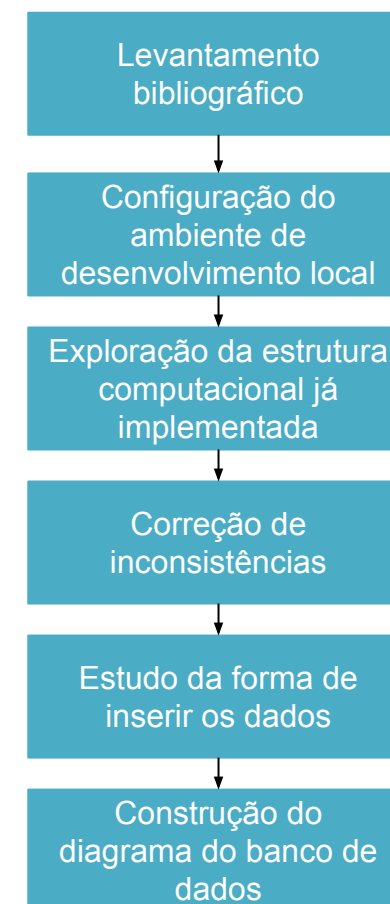 Levantamento
bibliográfico
Configuração do
ambiente de
desenvolvimento local
Exploração da estrutura
computacional já
implementada
Correção de
inconsistências
Estudo da forma de
inserir os dados
Construção do
diagrama do banco de
dados